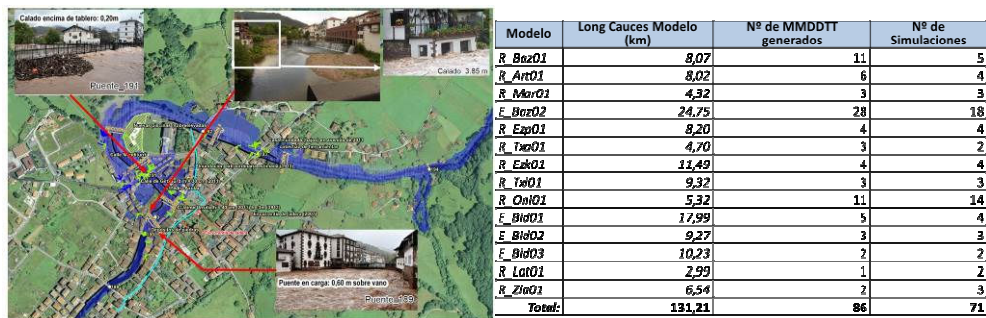 Calado encima de tablero: 0,20m
Puente_191
Calado 3.85 m
Puente en carga: 0,60 m sobre vano
Puente_189
Modelo Long Cauces Modelo (km) Nº de MMDDTT generados Nº de Simulaciones
R_Baz01 8,07 11 5
R_Art01 8,02 6 4
R_Mar01 4,32 3 3
E_Baz02 24,75 28 18
R_Ezp01 8,20 4 4
R_Txa01 4,70 3 2
R_Ezk01 11,49 4 4
R_Txl01 9,32 3 3
R_Oni01 5,32 11 14
E_Bid01 17,99 5 4
E_Bid02 9,27 3 3
E_Bid03 10,23 2 2
R_Lat01 2,99 1 2
R_Zia01 6,54 2 3
Total: 131,21 86 71